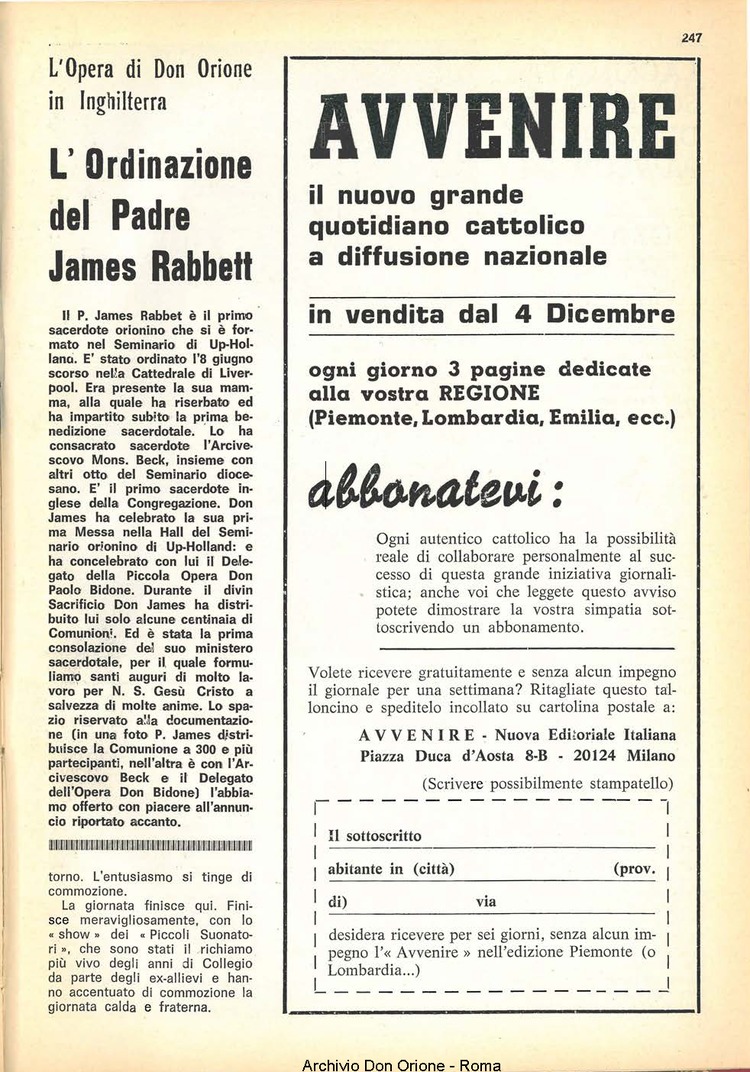 247
L'Opera di Don Orione
in Inghilterra
L' Ordinazione
del Padre
James Rabbett
Il P. James Rabbet è il primo
sacerdote orionino che si è for-
mato nel Seminario di Up-Hol-
land. E' stato ordinato l'8 giugno
scorso nella Cattedrale di Liver-
pool. Era presente la sua mam-
ma, alla quale ha riserbato ed
ha impartito subito la prima be-
nedizione sacerdotale. Lo ha
consacrato sacerdote l'Arcive-
scovo Mons. Beck, insieme con
altri otto del Seminario dioce-
sano. E' il primo sacerdote in-
glese della Congregazione. Don
James ha celebrato la sua pri-
ma Messa nella Hall del Semi-
nario orionino di Up-Holland: e
ha concelebrato con lui il Dele-
gato della Piccola Opera Don
Paolo Bidone. Durante il divin
Sacrificio Don James ha distri-
buito lui solo alcune centinaia di
Comunioni. Ed è stata la prima
consolazione del suo ministero
sacerdotale, per il quale formu-
liamo santi auguri di molto la-
voro per N. S. Gesù Cristo a
salvezza di molte anime. Lo spa-
zio riservato alla documentazio-
ne (in una foto P. James distri-
buisce la Comunione a 300 e più
partecipanti, nell'altra è con l'Ar-
civescovo Beck e il Delegato
dell'Opera Don Bidone) l'abbia-
mo offerto con piacere all'annun-
cio riportato accanto.
torno. L'entusiasmo si tinge di
commozione.
La giornata finisce qui. Fini-
sce meravigliosamente, con lo
« show » dei « Piccoli Suonato-
ri », che sono stati il richiamo
più vivo degli anni di Collegio
da parte degli ex-allievi e han-
no accentuato di commozione la
giornata calda e fraterna.
AVVENIRE
il nuovo grande
quotidiano cattolico
a diffusione nazionale
in vendita dal 4 Dicembre
ogni giorno 3 pagine dedicate
alla vostra REGIONE
(Piemonte, Lombardia, Emilia, ecc.)
abbonatevi :
Ogni autentico cattolico ha la possibilità
reale di collaborare personalmente al suc-
cesso di questa grande iniziativa giornali-
stica; anche voi che leggete questo avviso
potete dimostrare la vostra simpatia sot-
toscrivendo un abbonamento.
Volete ricevere gratuitamente e senza alcun impegno
il giornale per una settimana? Ritagliate questo tal-
loncino e speditelo incollato su cartolina postale a:
AVVENIRE - Nuova Editoriale Italiana
Piazza Duca d'Aosta 8-B - 20124 Milano
(Scrivere possibilmente stampatello)
Il sottoscritto
abitante in (città) (prov.
di) via
desidera ricevere per sei giorni, senza alcun im-
pegno l'« Avvenire » nell'edizione Piemonte (o
Lombardia...)
Archivio Don Orione - Roma